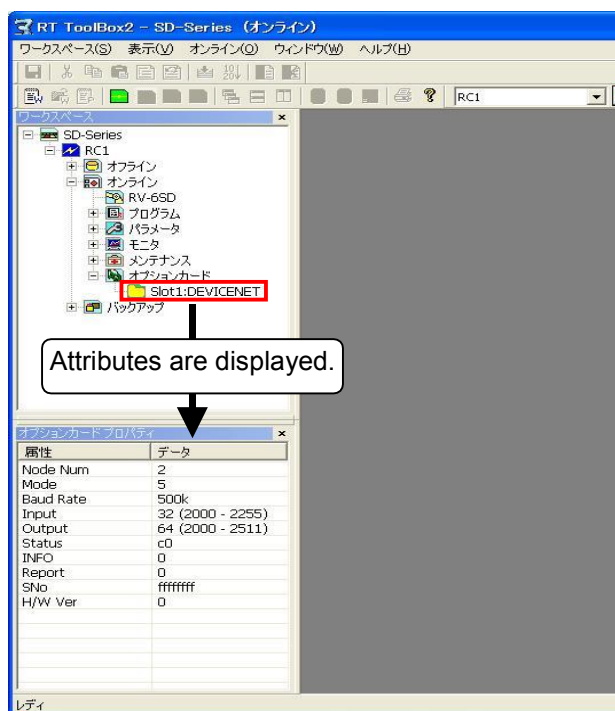 RT ToolBox2 - SD-Series (オンライン)
ワークスペース(S) 表示(V) オンライン(O) ウィンドウ(W) ヘルプ(H)
RC1
ワークスペース
SD-Series
RC1
オフライン
オンライン
RV-6SD
プログラム
パラメータ
モニタ
メンテナンス
オプションカード
Slot1:DEVICENET
バックアップ
Attributes are displayed.
オプションカード プロパティ
属性 データ
Node Num 2
Mode 5
Baud Rate 500k
Input 32 (2000 - 2255)
Output 64 (2000 - 2511)
Status c0
INFO 0
Report 0
SNo ffffffff
H/W Ver 0
レディ